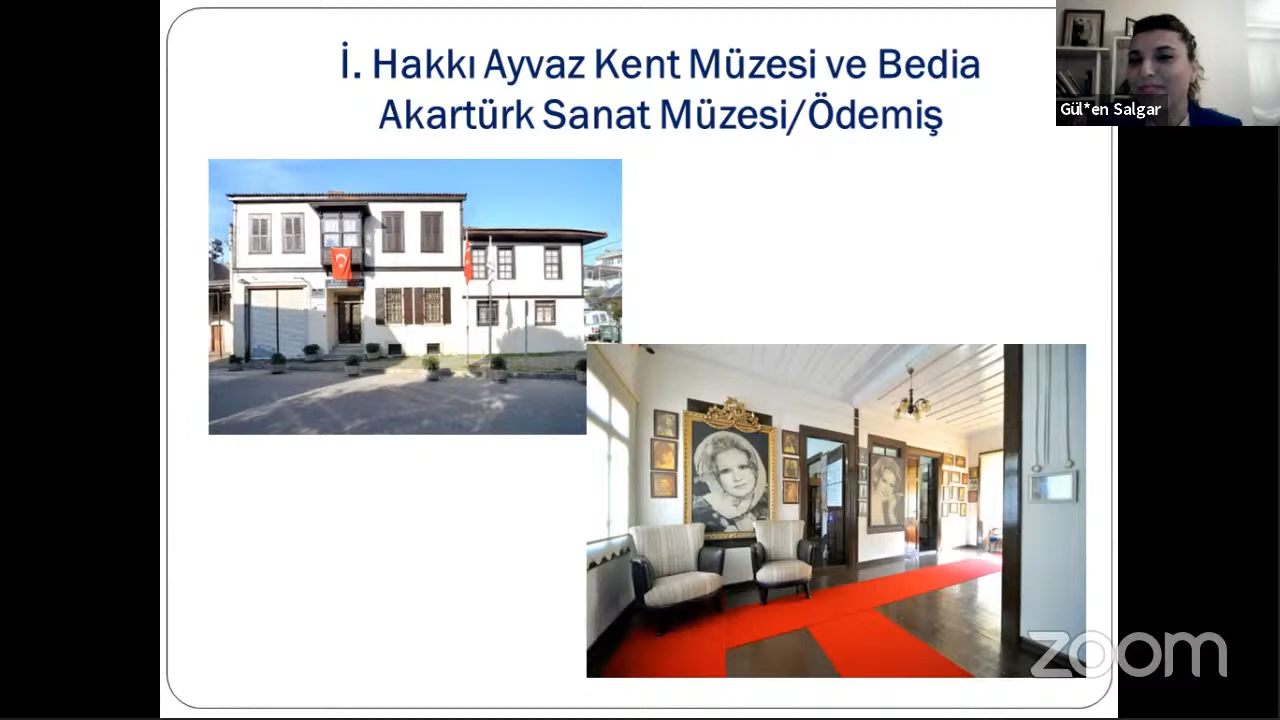 İ. Hakkı Ayvaz Kent Müzesi ve Bedia
Akartürk Sanat Müzesi/Ödemiş
Gül*en Salgar
zoom